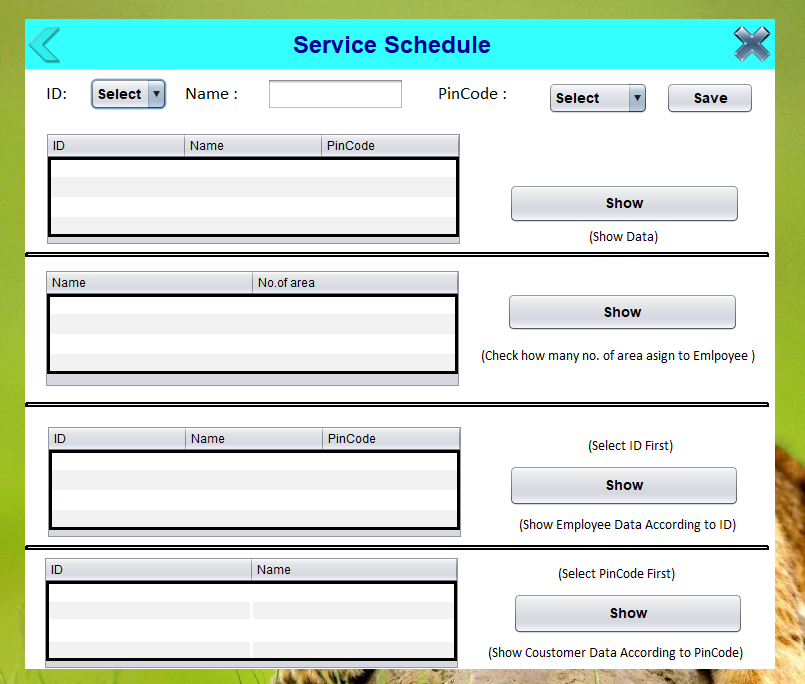 Service Schedule
ID: Select Name : PinCode : Select Save
ID Name PinCode
Show
(Show Data)
Name No.of area
Show
(Check how many no. of area asign to Emlpoyee )
ID Name PinCode
(Select ID First)
Show
(Show Employee Data According to ID)
ID Name
(Select PinCode First)
Show
(Show Coustomer Data According to PinCode)